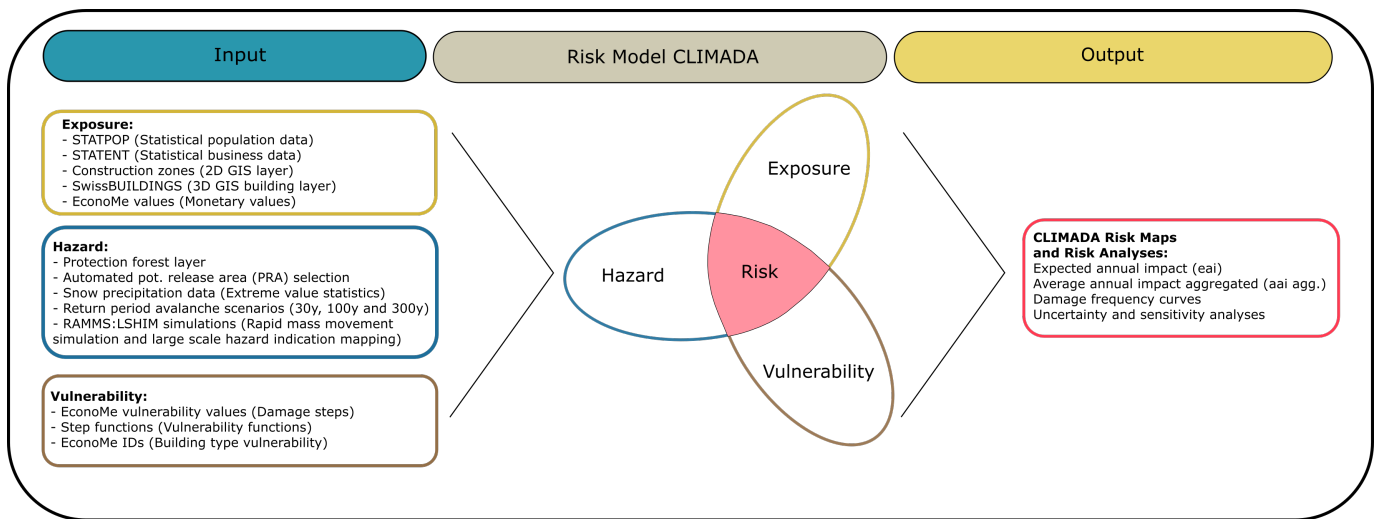 Input
Risk Model CLIMADA
Output
Exposure:
- STATPOP (Statistical population data)
- STATENT (Statistical business data)
- Construction zones (2D GIS layer)
- SwissBUILDINGS (3D GIS building layer)
- EconoMe values (Monetary values)
Hazard:
- Protection forest layer
- Automated pot. release area (PRA) selection
- Snow precipitation data (Extreme value statistics)
- Return period avalanche scenarios (30y, 100y and 300y)
- RAMMS:LSHIM simulations (Rapid mass movement
simulation and large scale hazard indication mapping)
Vulnerability:
- EconoMe vulnerability values (Damage steps)
- Step functions (Vulnerability functions)
- EconoMe IDs (Building type vulnerability)
Exposure
Hazard
Risk
Vulnerability
CLIMADA Risk Maps
and Risk Analyses:
Expected annual impact (eai)
Average annual impact aggregated (aai agg.)
Damage frequency curves
Uncertainty and sensitivity analyses